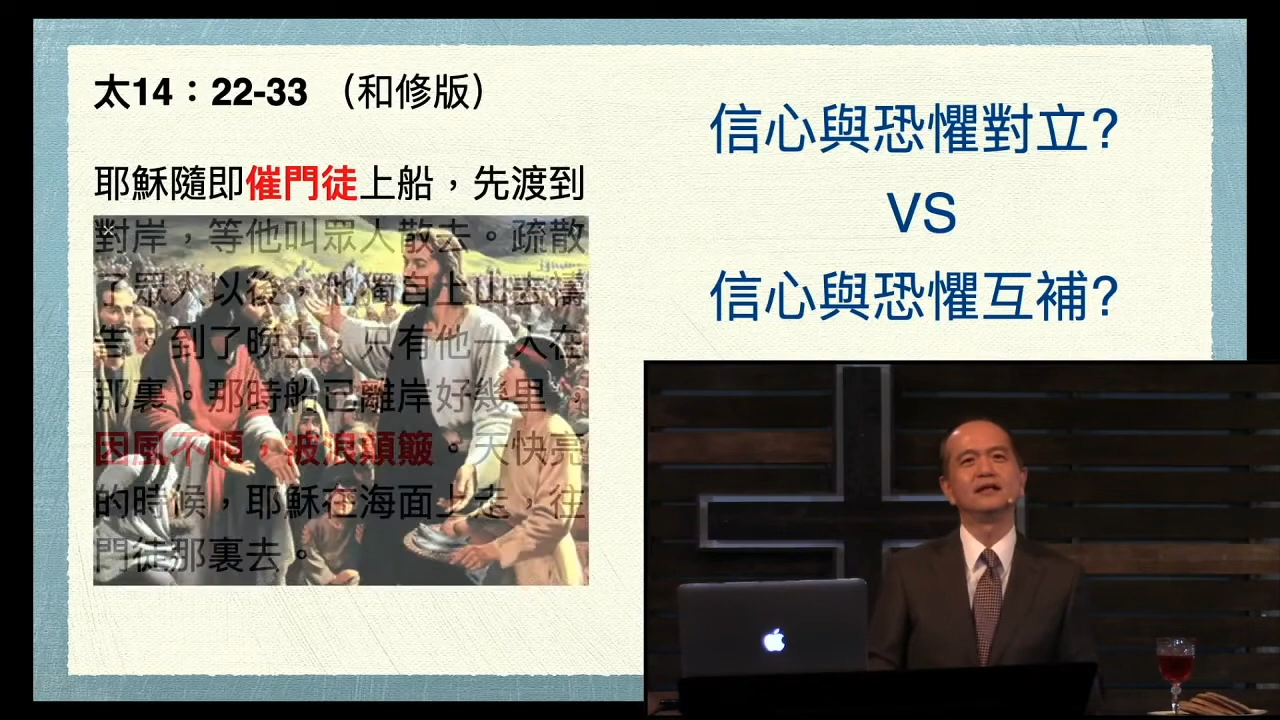 太14：22-33 （和修版）
耶穌隨即催門徒上船，先渡到
對岸，等他叫眾人散去。疏散
了眾人以後，他獨自上山去禱
告。到了晚上，只有他一人在
那裏。那時船已離岸好幾里，
因風不順，被浪顛簸。天快亮
的時候，耶穌在海面上走，往
門徒那裏去。
信心與恐懼對立?
VS
信心與恐懼互補?